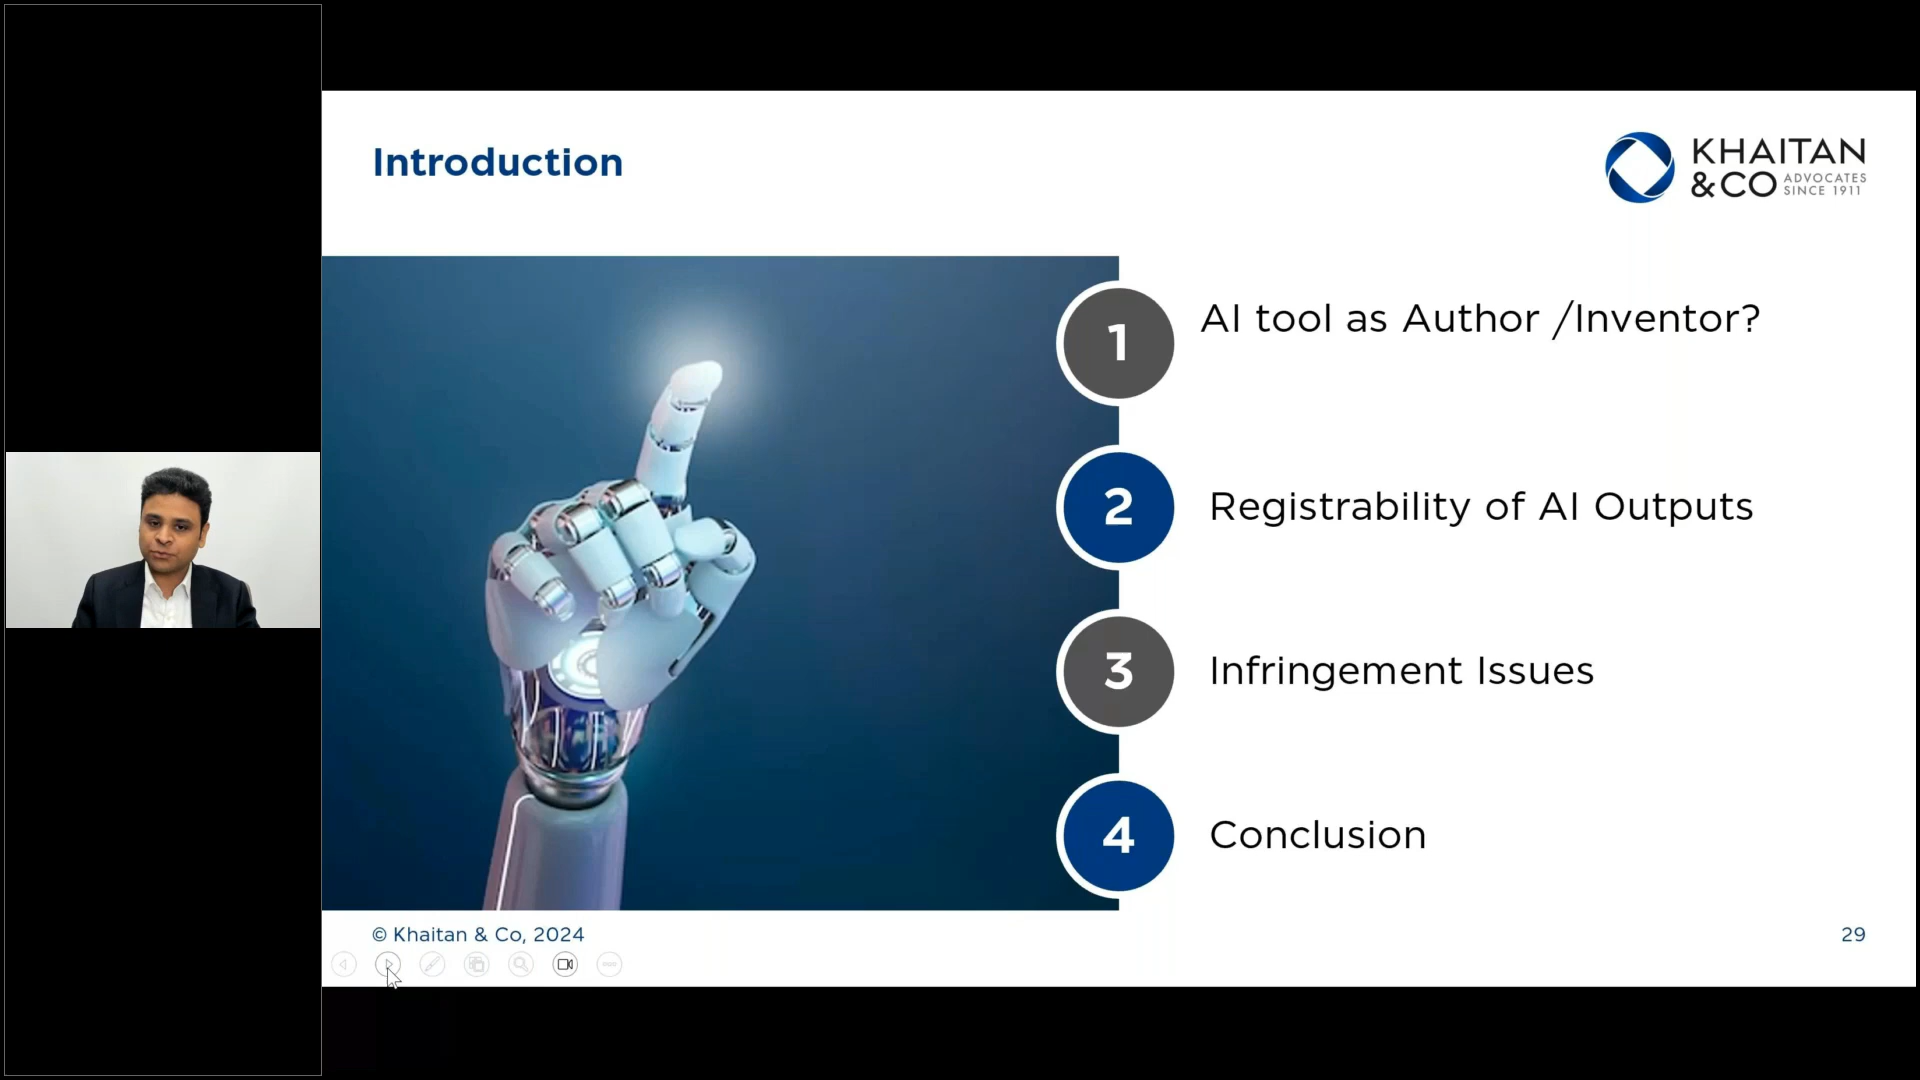 Introduction
KHAITAN
&CO ADVOCATES
SINCE 1911
1
AI tool as Author /Inventor?
2
Registrability of AI Outputs
3
Infringement Issues
4
Conclusion
© Khaitan & Co, 2024
29